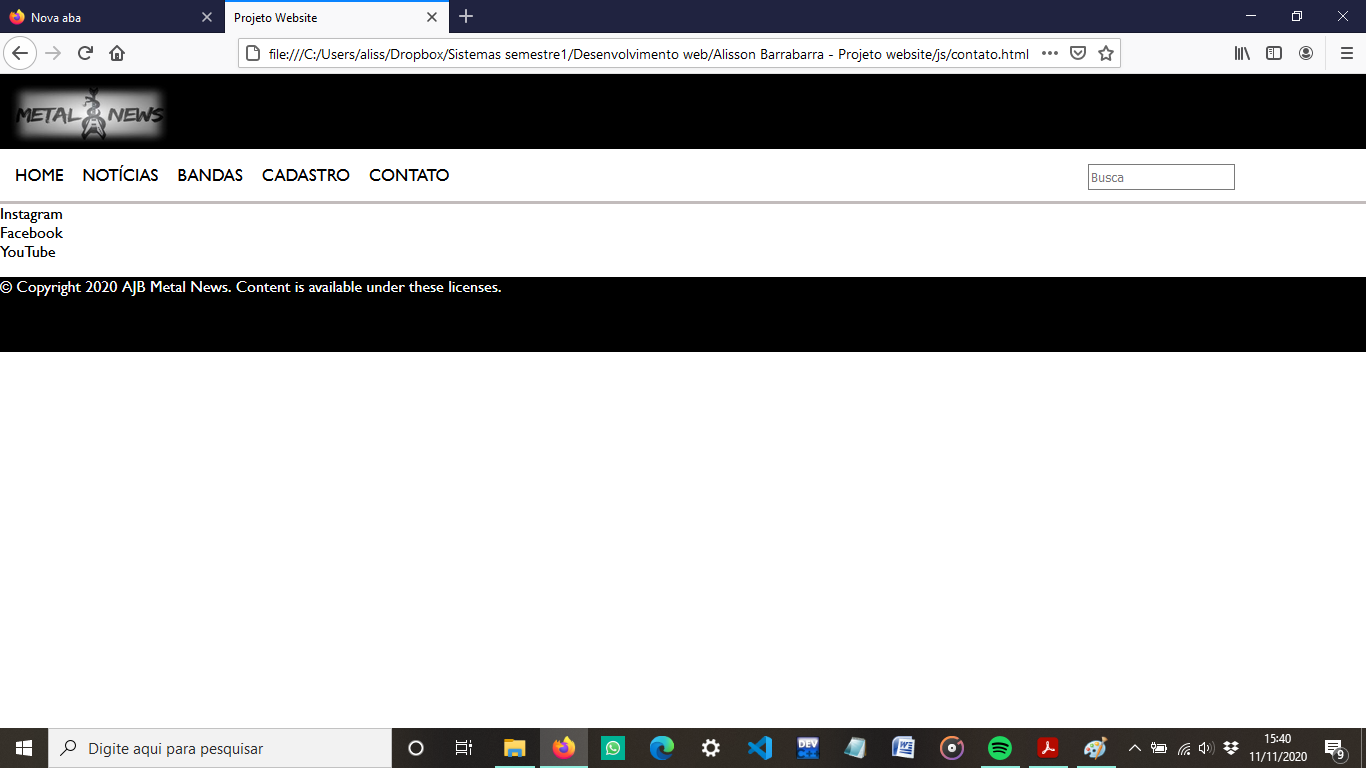 Nova aba
Projeto Website
file:///C:/Users/aliss/Dropbox/Sistemas semestre1/Desenvolvimento web/Alisson Barrabarra - Projeto website/js/contato.html
METAL NEWS
HOME NOTÍCIAS BANDAS CADASTRO CONTATO
Busca
Instagram
Facebook
YouTube
© Copyright 2020 AJB Metal News. Content is available under these licenses.
Digite aqui para pesquisar
DEV
15:40
11/11/2020
9